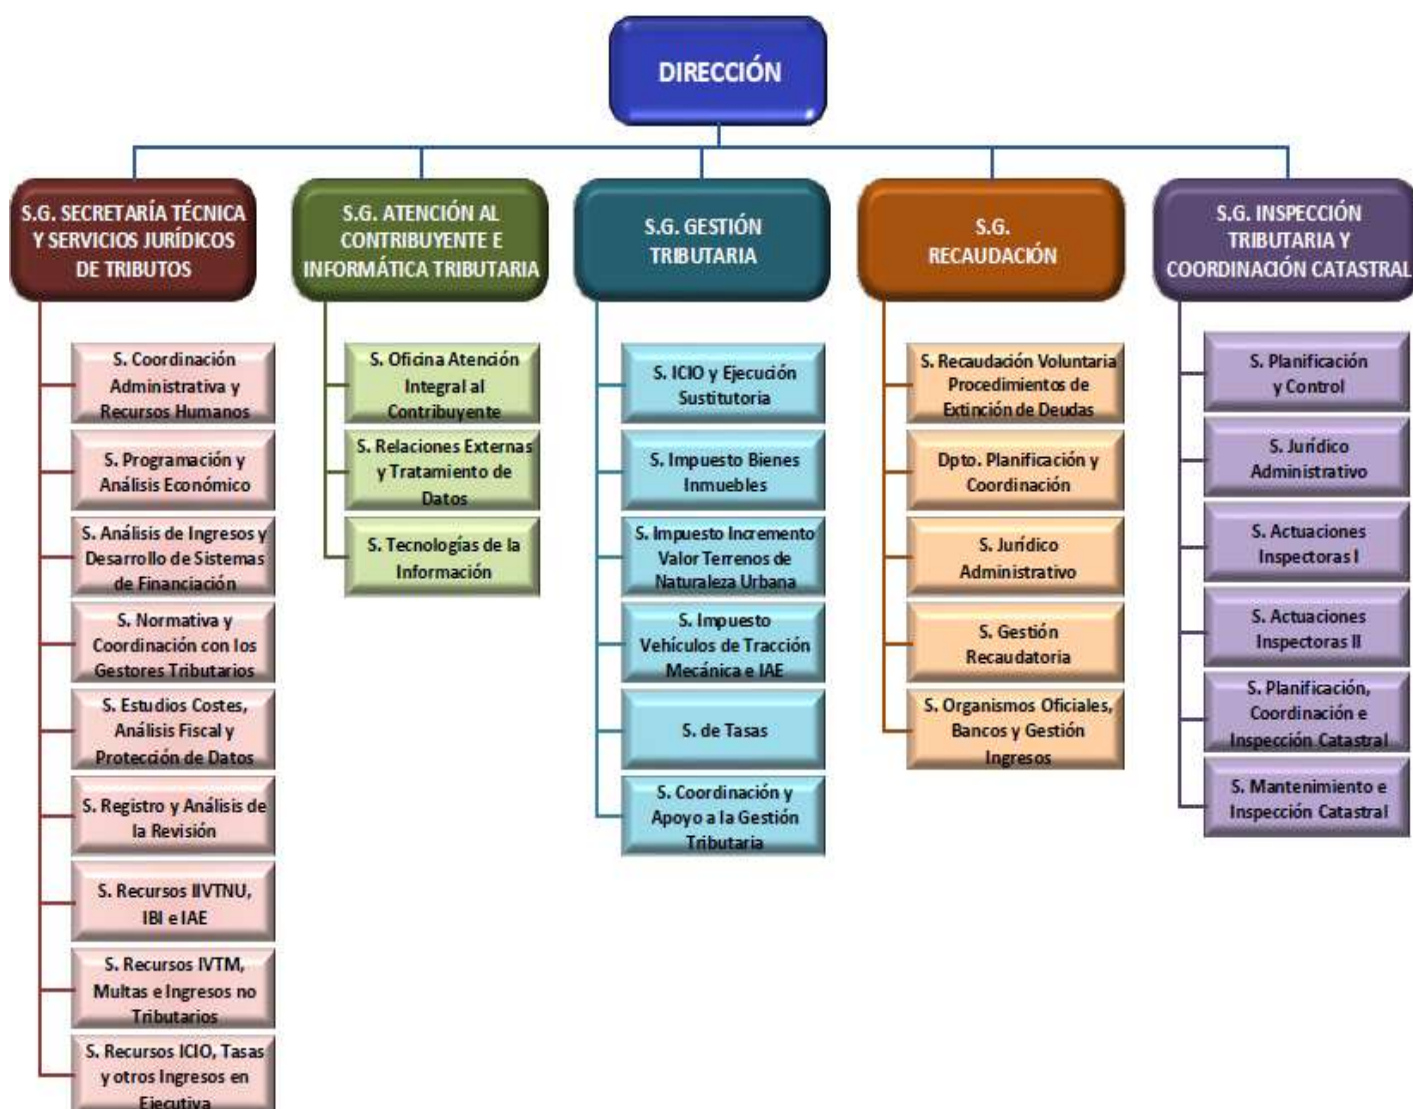 DIRECCIÓN
S.G. SECRETARÍA TÉCNICA
Y SERVICIOS JURÍDICOS
DE TRIBUTOS
S. Coordinación
Administrativa y
Recursos Humanos
S. Programación y
Análisis Económico
S. Análisis de Ingresos y
Desarrollo de Sistemas
de Financiación
S. Normativa y
Coordinación con los
Gestores Tributarios
S. Estudios Costes,
Análisis Fiscal y
Protección de Datos
S. Registro y Análisis de
la Revisión
S. Recursos IIVTNU,
IBI e IAE
S. Recursos IVTM,
Multas e Ingresos no
Tributarios
S. Recursos ICIO, Tasas
y otros Ingresos en
Ejecutiva
S.G. ATENCIÓN AL
CONTRIBUYENTE E
INFORMÁTICA TRIBUTARIA
S. Oficina Atención
Integral al
Contribuyente
S. Relaciones Externas
y Tratamiento de
Datos
S. Tecnologías de la
Información
S.G. GESTIÓN
TRIBUTARIA
S. ICIO y Ejecución
Sustitutoria
S. Impuesto Bienes
Inmuebles
S. Impuesto Incremento
Valor Terrenos de
Naturaleza Urbana
S. Impuesto
Vehículos de Tracción
Mecánica e IAE
S. de Tasas
S. Coordinación y
Apoyo a la Gestión
Tributaria
S.G.
RECAUDACIÓN
S. Recaudación Voluntaria
Procedimientos de
Extinción de Deudas
Dpto. Planificación y
Coordinación
S. Jurídico
Administrativo
S. Gestión
Recaudatoria
S. Organismos Oficiales,
Bancos y Gestión
Ingresos
S.G. INSPECCIÓN
TRIBUTARIA Y
COORDINACIÓN CATASTRAL
S. Planificación
y Control
S. Jurídico
Administrativo
S. Actuaciones
Inspectoras I
S. Actuaciones
Inspectoras II
S. Planificación,
Coordinación e
Inspección Catastral
S. Mantenimiento e
Inspección Catastral